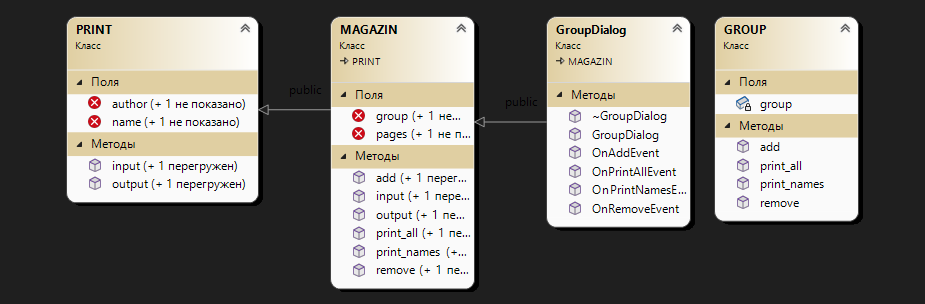 PRINT
Класс
Поля
author (+ 1 не показано)
name (+ 1 не показано)
Методы
input (+ 1 перегружен)
output (+ 1 перегружен)
public
MAGAZIN
Класс
PRINT
Поля
group (+ 1 не...
pages (+ 1 не п...
Методы
add (+ 1 перег...
input (+ 1 пере...
output (+ 1 пе...
print_all (+ 1 п...
print_names (+...
remove (+ 1 пе...
public
GroupDialog
Класс
MAGAZIN
Методы
~GroupDialog
GroupDialog
OnAddEvent
OnPrintAllEvent
OnPrintNamesE...
OnRemoveEvent
GROUP
Класс
Поля
group
Методы
add
print_all
print_names
remove